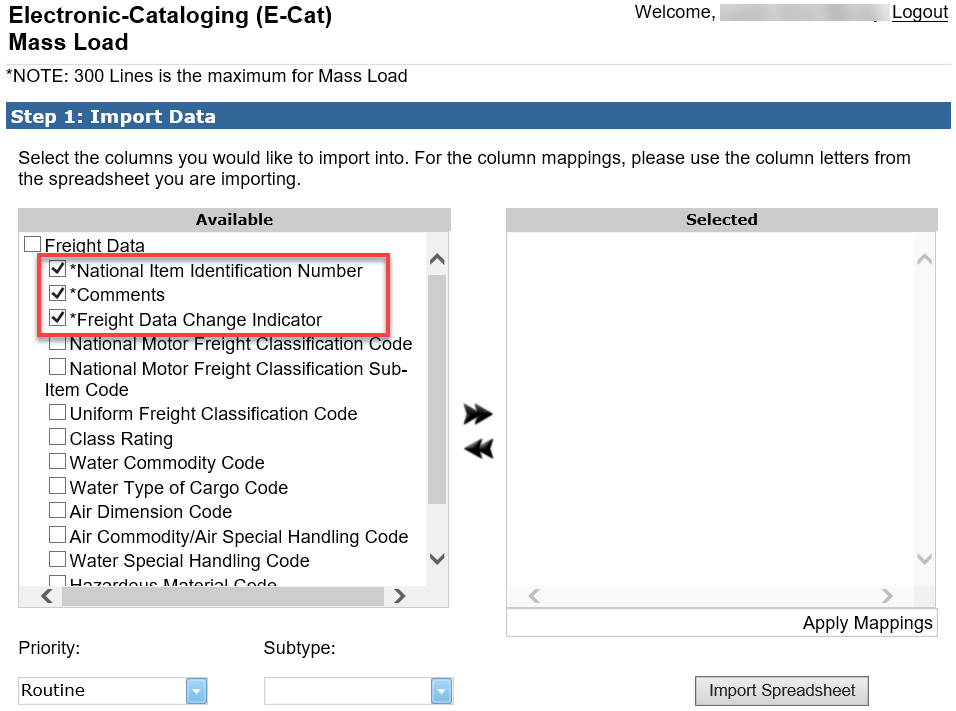 Electronic-Cataloging (E-Cat)
Welcome, Logout
Mass Load
*NOTE: 300 Lines is the maximum for Mass Load
Step 1: Import Data
Select the columns you would like to import into. For the column mappings, please use the column letters from
the spreadsheet you are importing.
Available
Selected
Freight Data
*National Item Identification Number
*Comments
*Freight Data Change Indicator
National Motor Freight Classification Code
National Motor Freight Classification Sub-
Item Code
Uniform Freight Classification Code
Class Rating
Water Commodity Code
Water Type of Cargo Code
Air Dimension Code
Air Commodity/Air Special Handling Code
Water Special Handling Code
Hazardous Material Code
Apply Mappings
Priority:
Subtype:
Routine
Import Spreadsheet